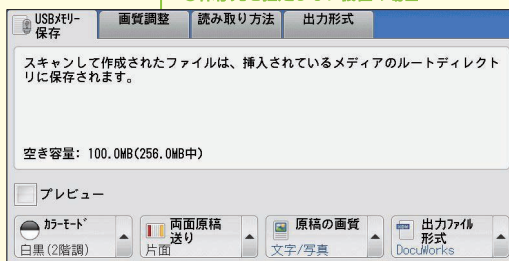 USBﾒﾓﾘｰ
保存
画質調整
読み取り方法
出力形式
スキャンして作成されたファイルは、挿入されているメディアのルートディレクト
リに保存されます。
空き容量: 100.0MB(256.0MB中)
プレビュー
ｶﾗｰﾓｰﾄﾞ
白黒(2階調)
両面原稿
送り
片面
原稿の画質
文字/写真
出力ﾌｧｲﾙ
形式
DocuWorks